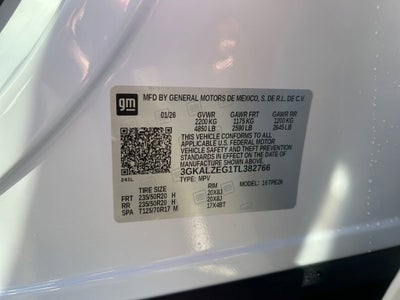 gm
MFD BY GENERAL MOTORS DE MEXICO, S. DE R.L. DE C.V.
01/26 GVWR GAWR FRT GAWR RR
2200 KG 1175 KG 1200 KG
4850 LB 2590 LB 2645 LB
THIS VEHICLE CONFORMS TO ALL
APPLICABLE U.S. FEDERAL MOTOR
VEHICLE SAFETY AND THEFT PREVENTION
STANDARDS IN EFFECT ON THE DATE OF
MANUFACTURE SHOWN ABOVE.
3GKALZEG1TL382766
TYPE: MPV MODEL: 1STPE26
241L
TIRE SIZE RIM
FRT 235/50R20 H 20X8J
RR 235/50R20 H 20X8J
SPA T125/70R17 M 17X4BT